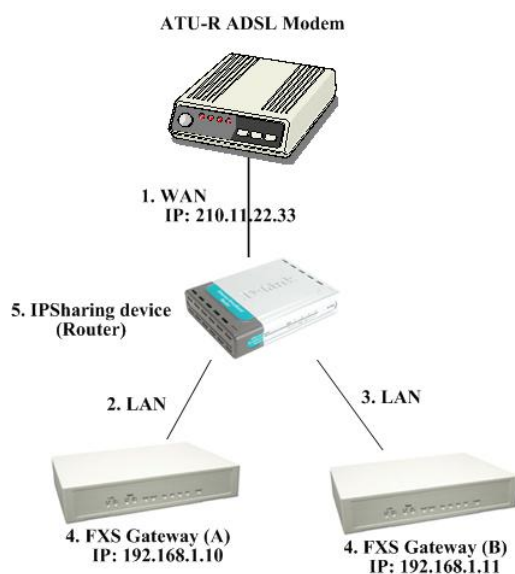 ATU-R ADSL Modem
1. WAN
IP: 210.11.22.33
D-Link
5. IPSharing device
(Router)
2. LAN
3. LAN
4. FXS Gateway (A)
IP: 192.168.1.10
4. FXS Gateway (B)
IP: 192.168.1.11